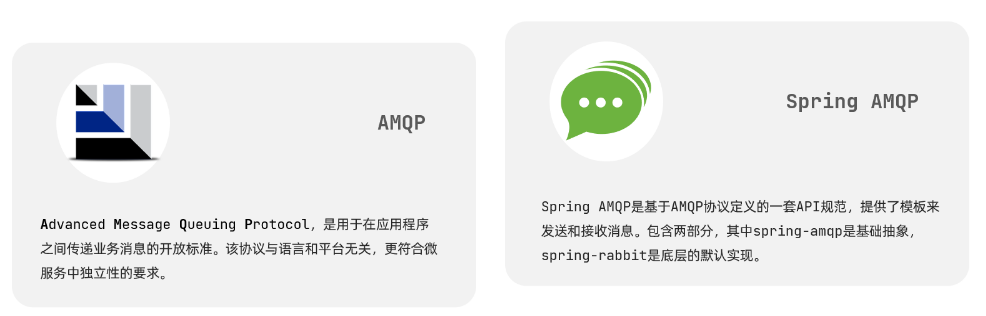 AMQP
Advanced Message Queuing Protocol，是用于在应用程序
之间传递业务消息的开放标准。该协议与语言和平台无关，更符合微
服务中独立性的要求。
Spring AMQP
Spring AMQP是基于AMQP协议定义的一套API规范，提供了模板来
发送和接收消息。包含两部分，其中spring-amqp是基础抽象，
spring-rabbit是底层的默认实现。